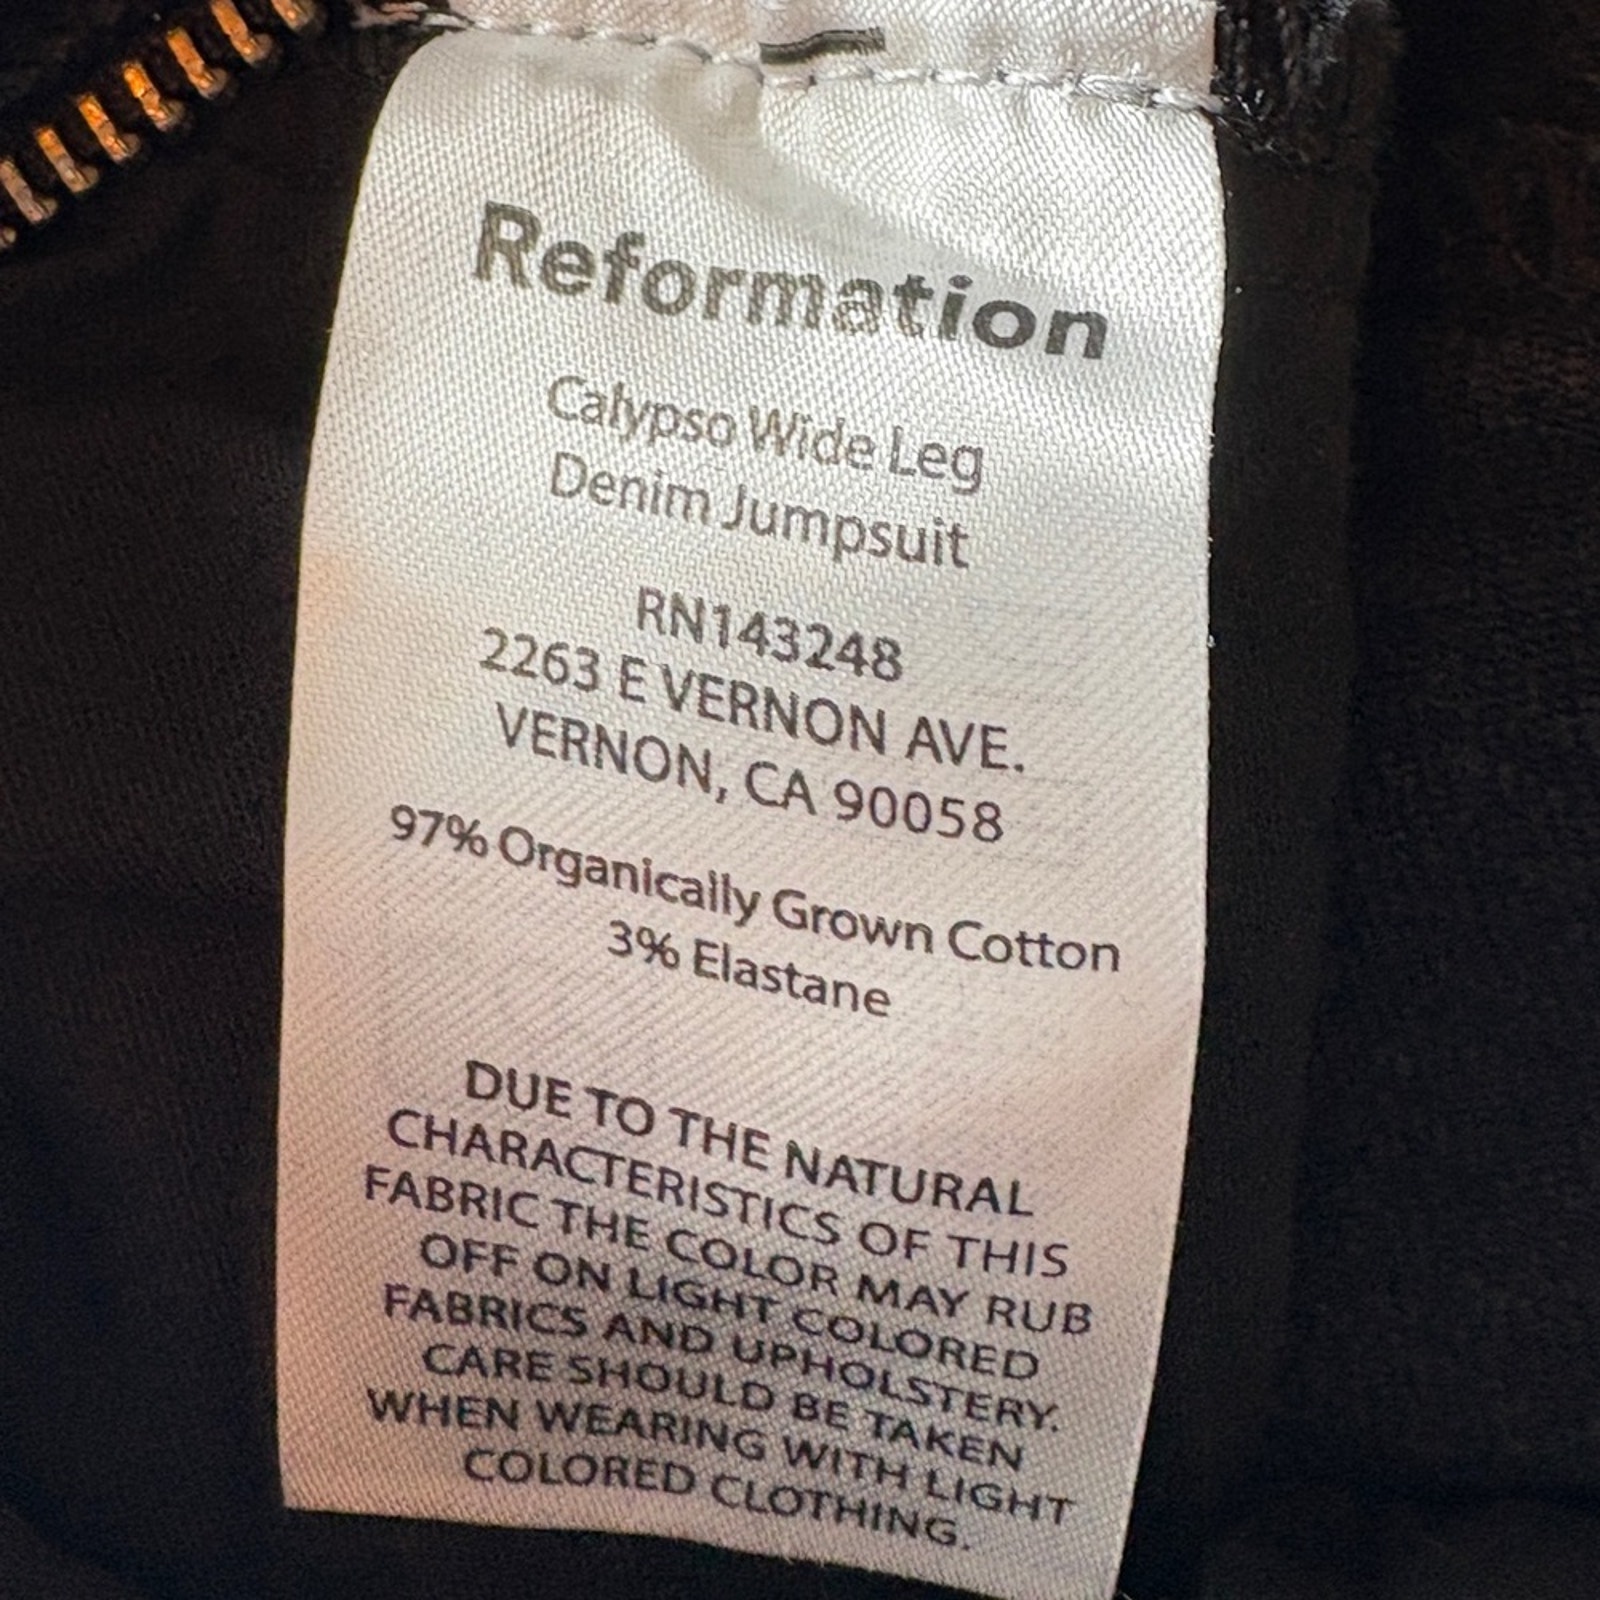 Reformation
Calypso Wide Leg
Denim Jumpsuit
RN143248
2263 E VERNON AVE.
VERNON, CA 90058
97% Organically Grown Cotton
3% Elastane
DUE TO THE NATURAL
CHARACTERISTICS OF THIS
FABRIC THE COLOR MAY RUB
OFF ON LIGHT COLORED
FABRICS AND UPHOLSTERY.
CARE SHOULD BE TAKEN
WHEN WEARING WITH LIGHT
COLORED CLOTHING.